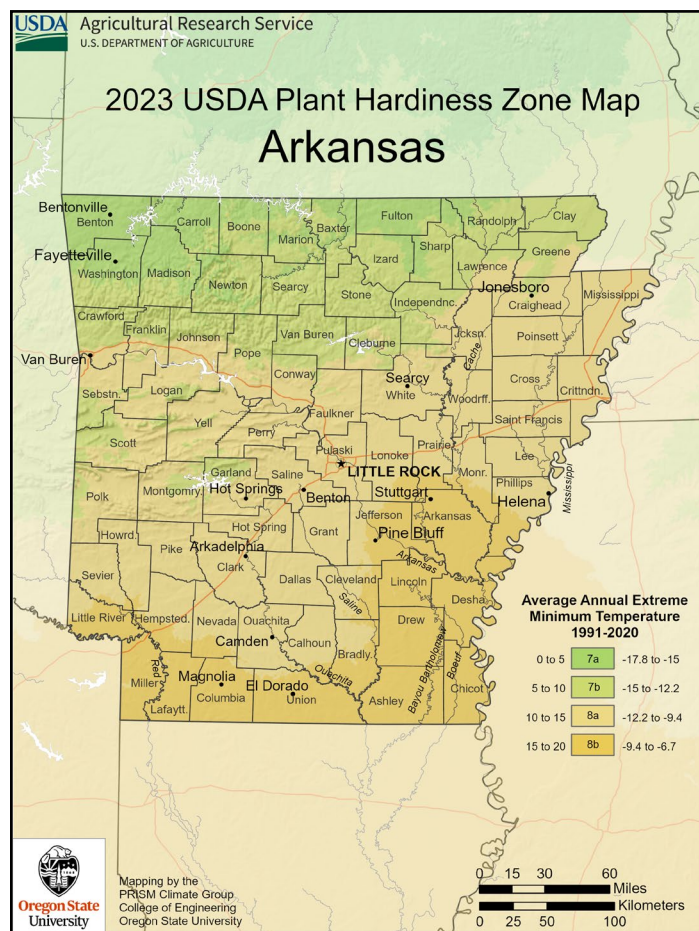 USDA
Agricultural Research Service
U.S. DEPARTMENT OF AGRICULTURE
2023 USDA Plant Hardiness Zone Map
Arkansas
Bentonville
Benton
Carroll
Boone
Marion
Baxter
Fulton
Randolph
Clay
Fayetteville
Washington
Madison
Newton
Searcy
Stone
Izard
Sharp
Lawrence
Greene
Independnc.
Jonesboro
Craighead
Mississippi
Crawford
Franklin
Johnson
Pope
Van Buren
Cleburne
Jcksn.
Poinsett
Van Buren
Logan
Conway
Searcy
White
Cache
Woodrff.
Cross
Crittndn.
Sebstn.
Faulkner
Saint Francis
Scott
Yell
Perry
Pulaski
Lonoke
Prairie
Lee
LITTLE ROCK
Monr.
Phillips
Mississippi
Polk
Montgomry.
Garland
Saline
Hot Springs
Benton
Stuttgart
Helena
Howrd.
Pike
Hot Spring
Grant
Jefferson
Arkansas
Pine Bluff
Arkadelphia
Clark
Arkansas
Sevier
Dallas
Cleveland
Lincoln
Saline
Desha
Little River
Hempsted.
Nevada
Ouachita
Camden
Calhoun
Bradly.
Drew
Bayou Bartholomew
Boeuf
Red
Ouachita
Miller
Magnolia
El Dorado
Lafaytt.
Columbia
Union
Ashley
Chicot
Average Annual Extreme
Minimum Temperature
1991-2020
0 to 5 7a -17.8 to -15
5 to 10 7b -15 to -12.2
10 to 15 8a -12.2 to -9.4
15 to 20 8b -9.4 to -6.7
Oregon State
University
Mapping by the
PRISM Climate Group
College of Engineering
Oregon State University
0 15 30 60
Miles
Kilometers
0 25 50 100